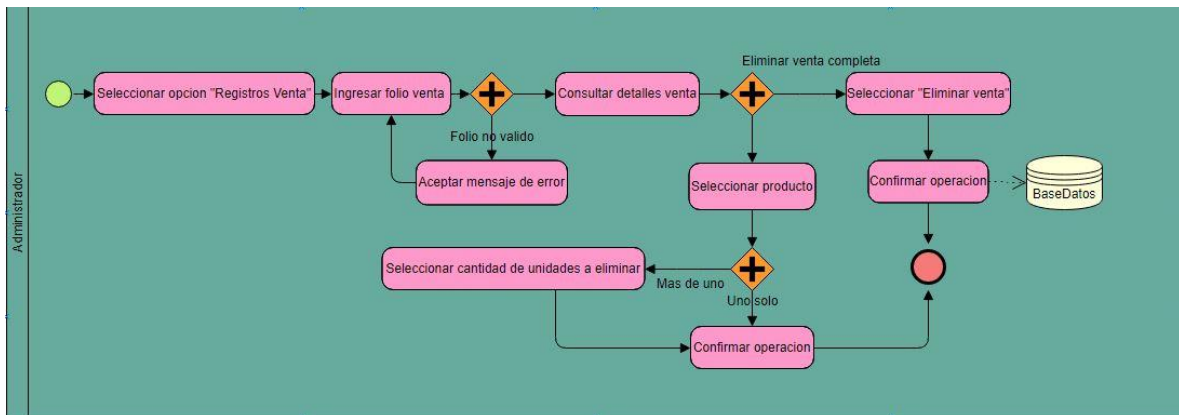 Administrador
Eliminar venta completa
Seleccionar opcion "Registros Venta"
Ingresar folio venta
Consultar detalles venta
Seleccionar "Eliminar venta"
Folio no valido
Aceptar mensaje de error
Seleccionar producto
Confirmar operacion
BaseDatos
Seleccionar cantidad de unidades a eliminar
Mas de uno
Uno solo
Confirmar operacion